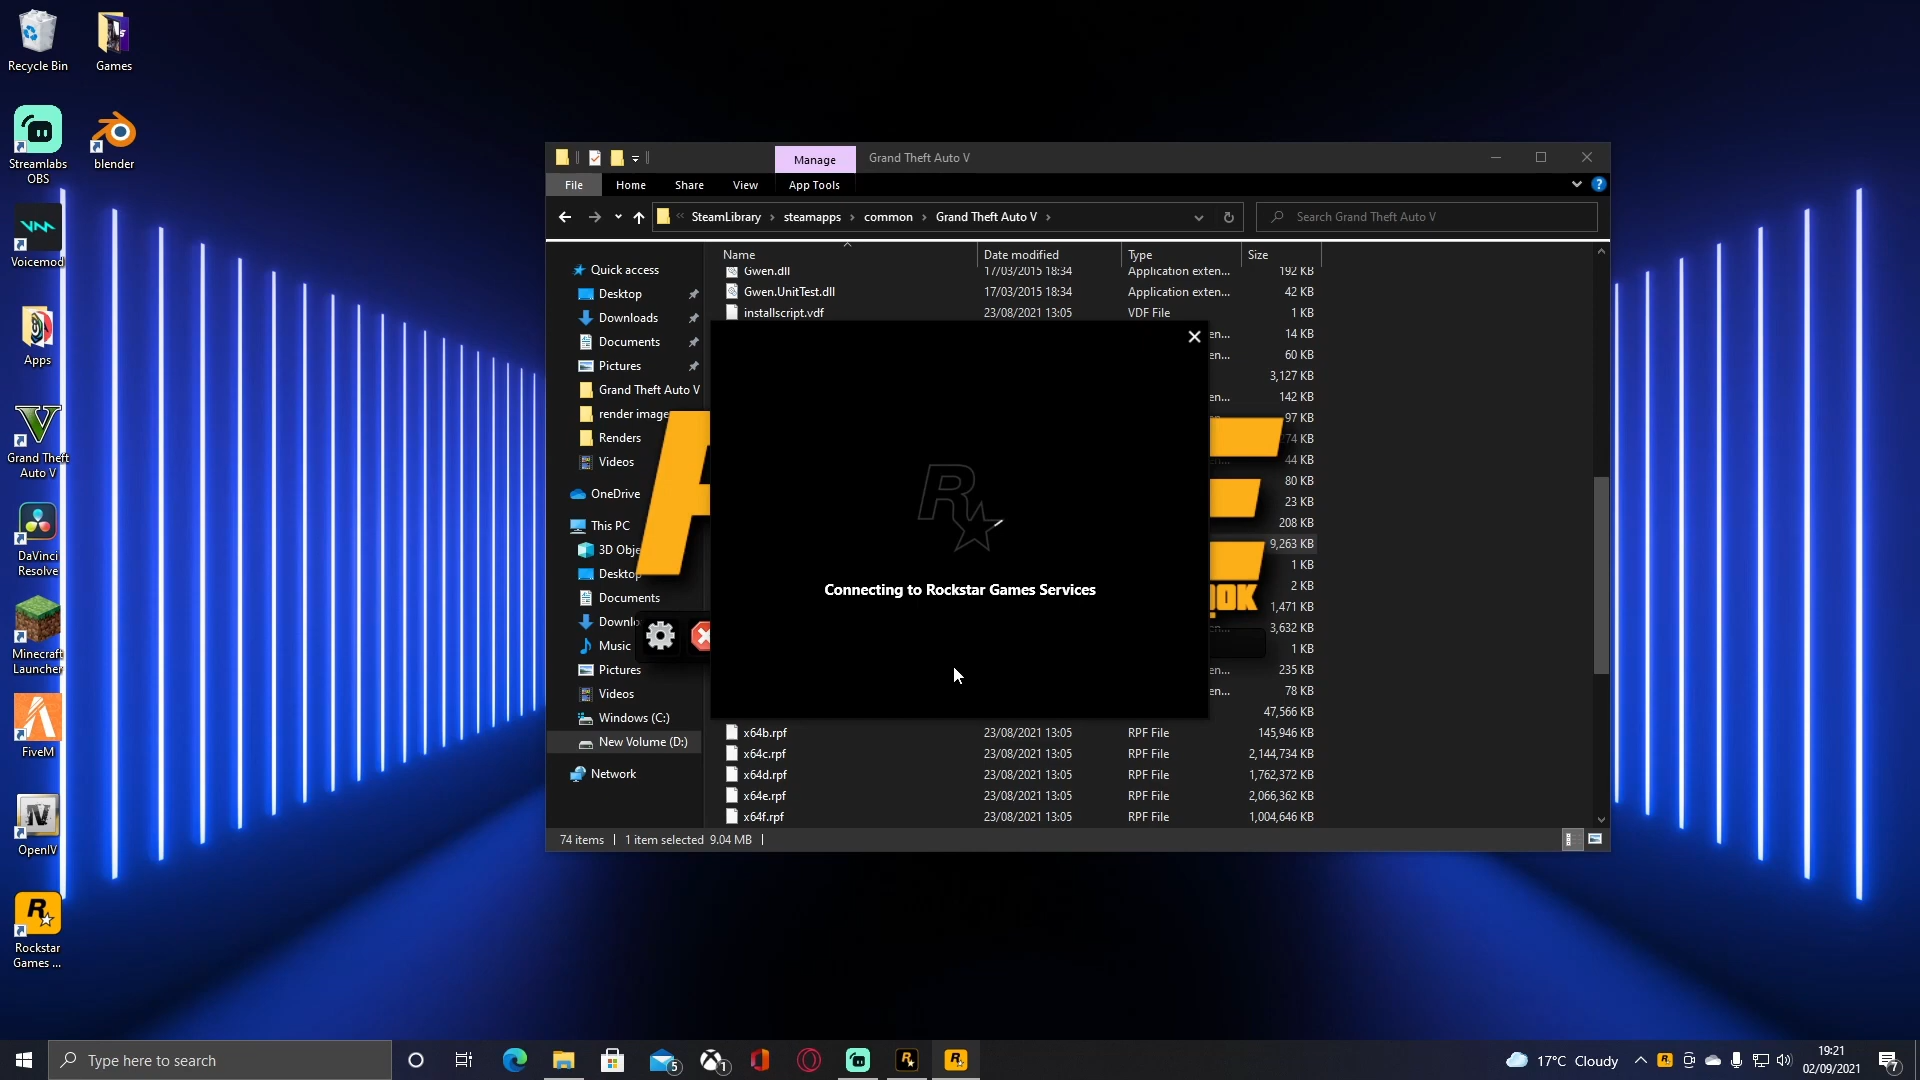 Recycle Bin
Games
Streamlabs
OBS
blender
Voicemod
Apps
Grand Theft
Auto V
DaVinci
Resolve
Minecraft
Launcher
FiveM
OpenIV
Rockstar
Games ...
Manage
Grand Theft Auto V
File
Home
Share
View
App Tools
SteamLibrary
steamapps
common
Grand Theft Auto V
Search Grand Theft Auto V
Name
Date modified
Type
Size
Quick access
Desktop
Downloads
Documents
Pictures
Grand Theft Auto V
render image
Renders
Videos
OneDrive
This PC
3D Obje
Desktop
Documents
Downlo
Music
Pictures
Videos
Windows (C:)
New Volume (D:)
Network
Gwen.dll 17/03/2015 18:34 Application exten... 192 KB
Gwen.UnitTest.dll 17/03/2015 18:34 Application exten... 42 KB
installscript.vdf 23/08/2021 13:05 VDF File 1 KB
en... 14 KB
en... 60 KB
3,127 KB
en... 142 KB
97 KB
74 KB
44 KB
80 KB
23 KB
208 KB
9,263 KB
1 KB
2 KB
1,471 KB
en... 3,632 KB
1 KB
en... 235 KB
en... 78 KB
47,566 KB
x64b.rpf 23/08/2021 13:05 RPF File 145,946 KB
x64c.rpf 23/08/2021 13:05 RPF File 2,144,734 KB
x64d.rpf 23/08/2021 13:05 RPF File 1,762,372 KB
x64e.rpf 23/08/2021 13:05 RPF File 2,066,362 KB
x64f.rpf 23/08/2021 13:05 RPF File 1,004,646 KB
Connecting to Rockstar Games Services
74 items
1 item selected 9.04 MB
Type here to search
5
1
17°C Cloudy
19:21
02/09/2021
7